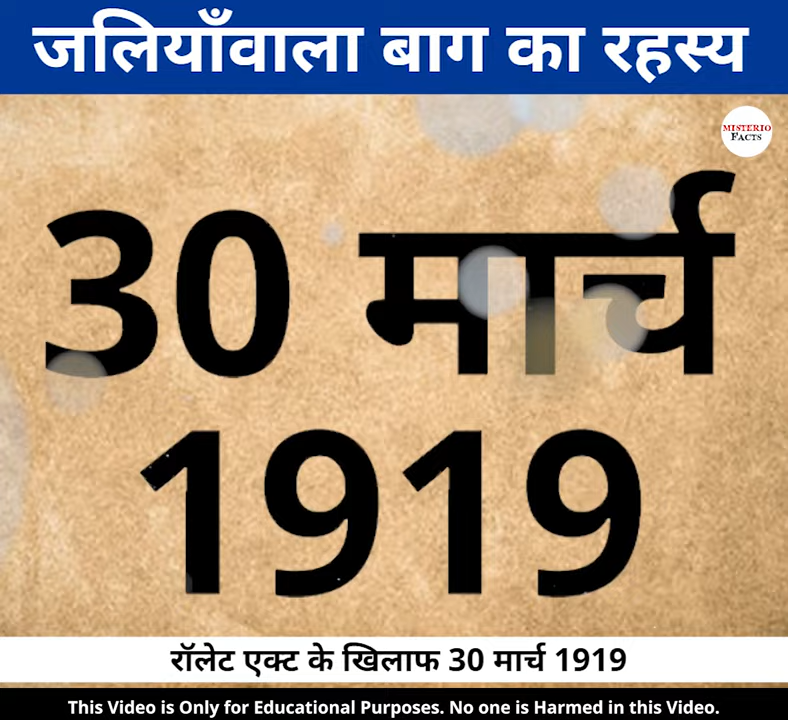 जलियाँवाला बाग का रहस्य
MISTERIO
FACTS
30 मार्च
1919
रॉलेट एक्ट के खिलाफ 30 मार्च 1919
This Video is Only for Educational Purposes. No one is Harmed in this Video.